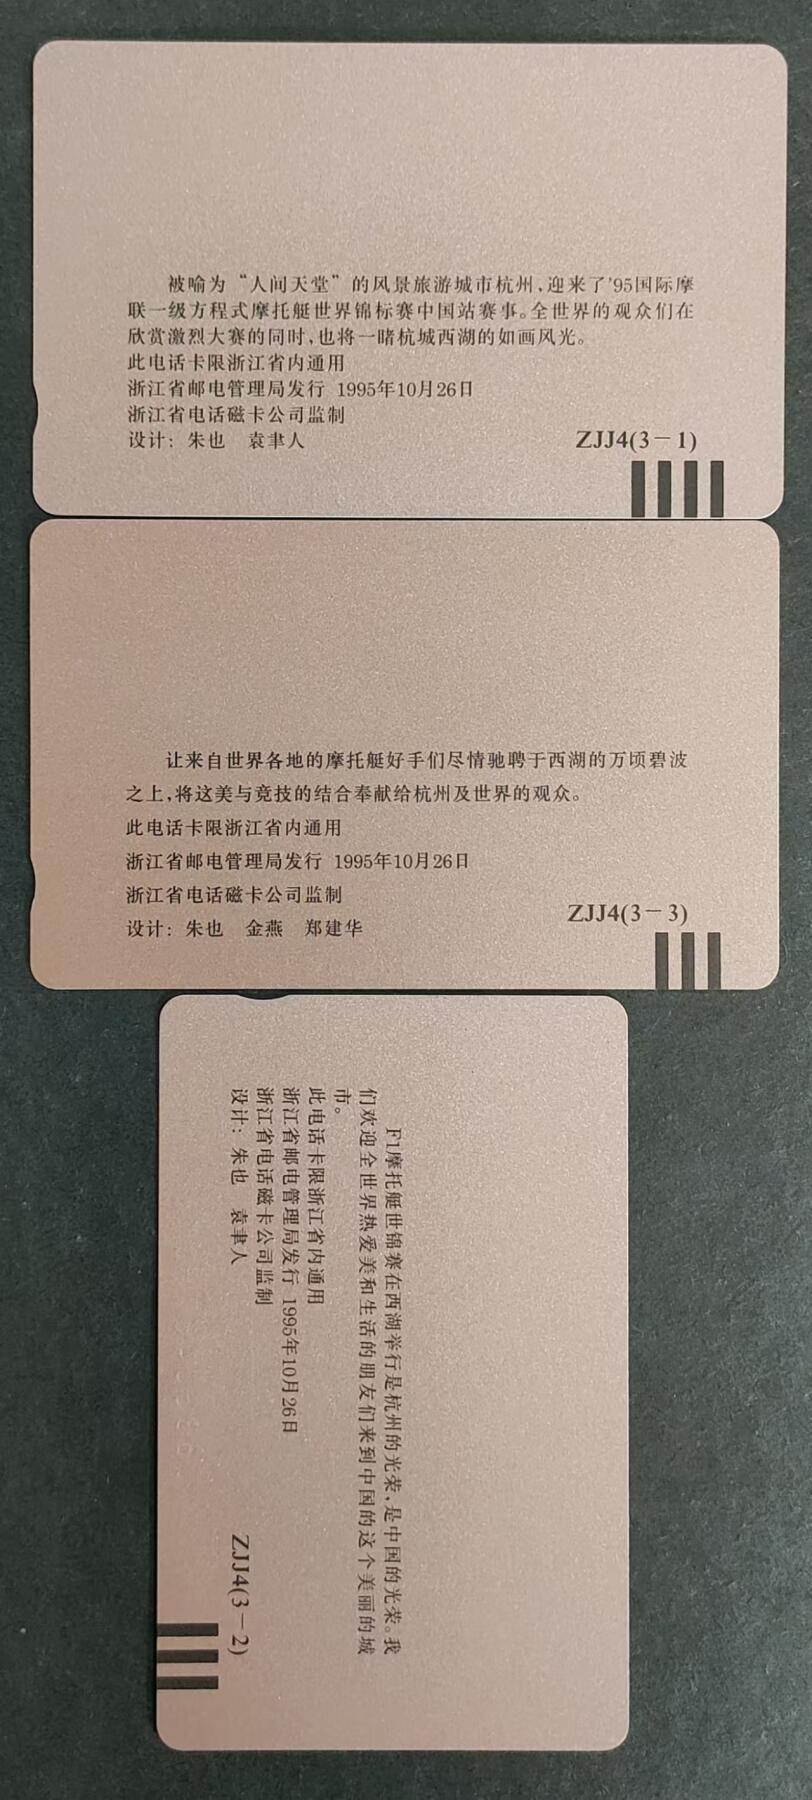 被喻为“人间天堂”的风景旅游城市杭州,迎来了'95国际摩
联一级方程式摩托艇世界锦标赛中国站赛事。全世界的观众们在
欣赏激烈大赛的同时,也将一睹杭城西湖的如画风光。
此电话卡限浙江省内通用
浙江省邮电管理局发行 1995年10月26日
浙江省电话磁卡公司监制
设计: 朱也 袁聿人
ZJJ4(3－1)
让来自世界各地的摩托艇好手们尽情驰骋于西湖的万顷碧波
之上,将这美与竞技的结合奉献给杭州及世界的观众。
此电话卡限浙江省内通用
浙江省邮电管理局发行 1995年10月26日
浙江省电话磁卡公司监制
设计: 朱也 金燕 郑建华
ZJJ4(3－3)
F1摩托艇世锦赛在西湖举行是杭州的光荣,是中国的光荣。我
们欢迎全世界热爱美和生活的朋友们来到中国的这个美丽的城
市。
此电话卡限浙江省内通用
浙江省邮电管理局发行 1995年10月26日
浙江省电话磁卡公司监制
设计: 朱也 袁聿人
ZJJ4(3－2)